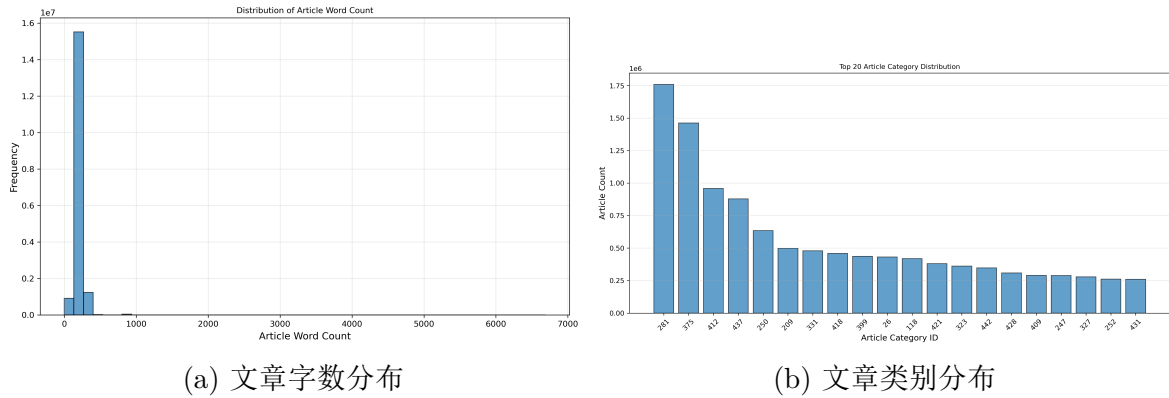 Distribution of Article Word Count
1e7
1.6
1.4
1.2
1.0
0.8
0.6
0.4
0.2
0.0
Frequency
0 1000 2000 3000 4000 5000 6000 7000
Article Word Count
(a) 文章字数分布
Top 20 Article Category Distribution
1e6
1.75
1.50
1.25
1.00
0.75
0.50
0.25
0.00
Article Count
281 375 412 437 250 209 331 418 399 26 118 421 323 442 428 409 247 327 252 431
Article Category ID
(b) 文章类别分布